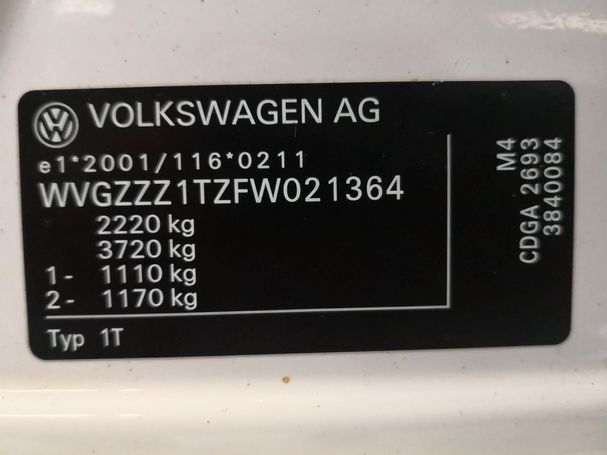 VOLKSWAGEN AG
e1*2001/116*0211
WVGZZZ1TZFW021364
2220 kg
3720 kg
1- 1110 kg
2- 1170 kg
Typ 1T
M4
CDGA 2693
3840084